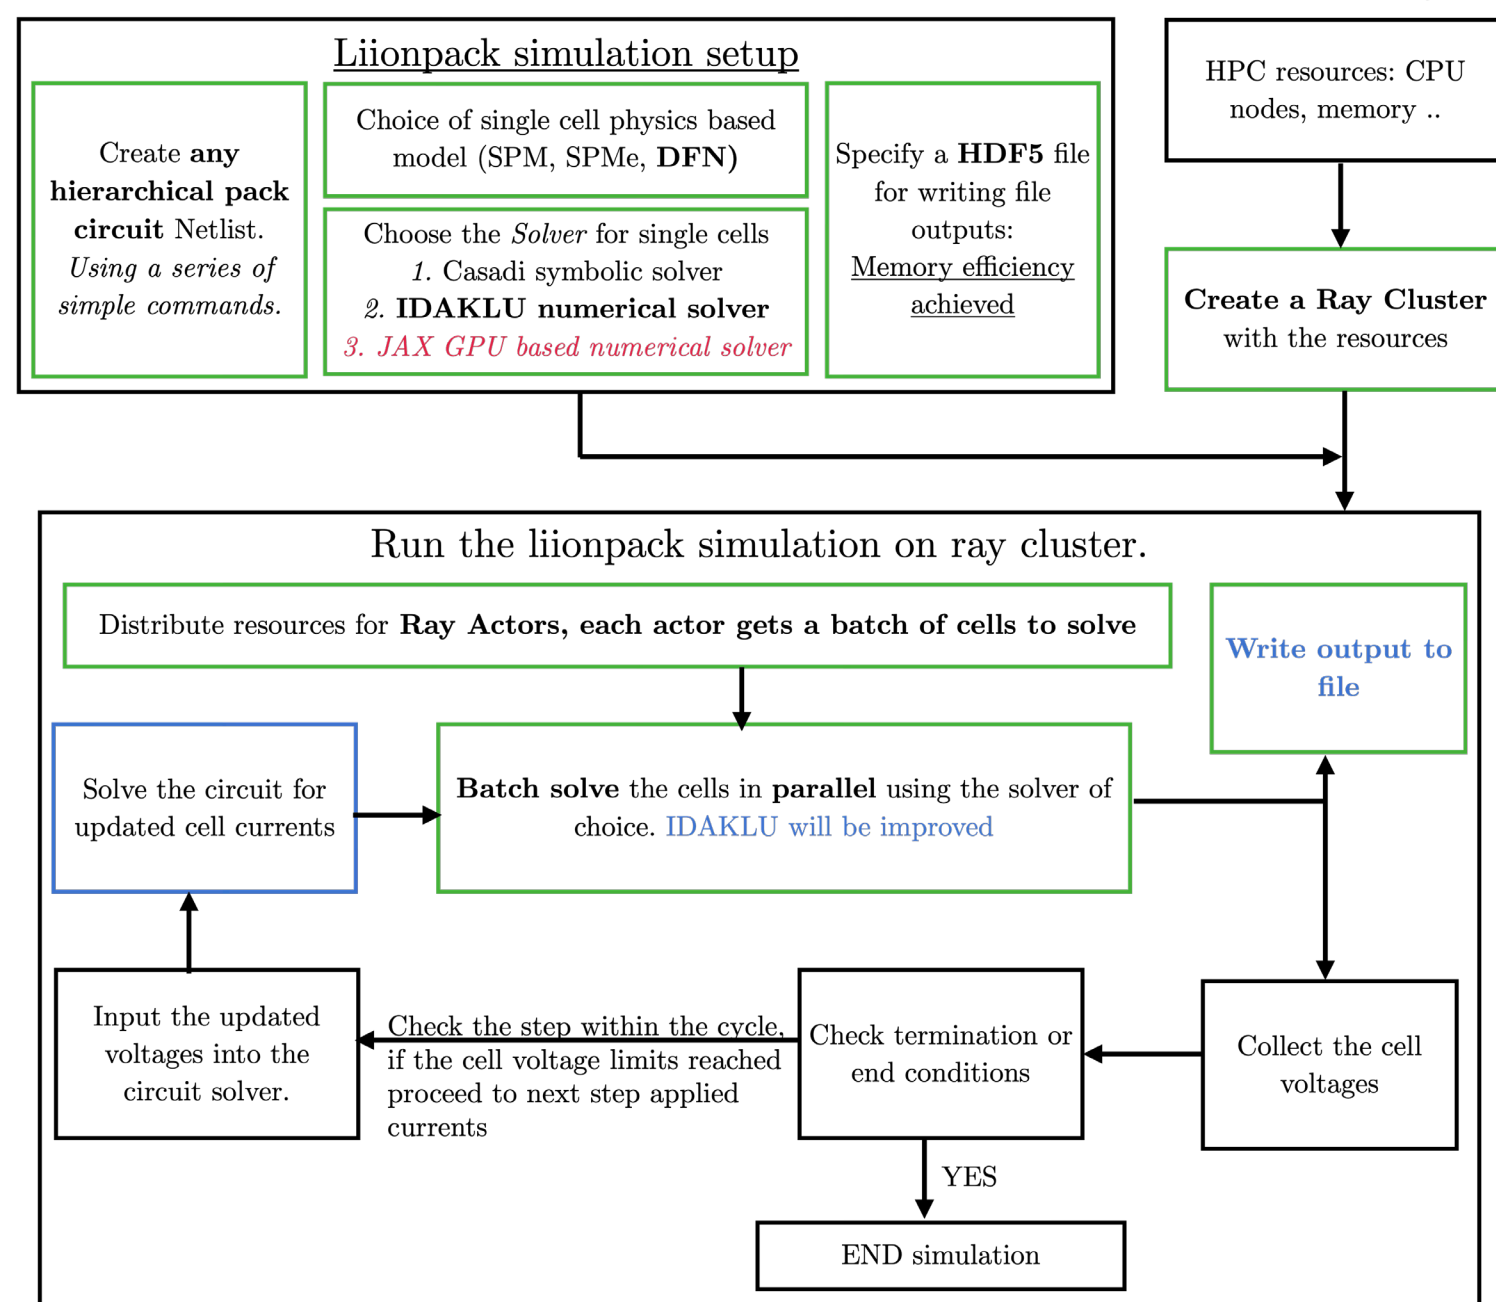 Liionpack simulation setup
Create any
hierarchical pack
circuit Netlist.
Using a series of
simple commands.
Choice of single cell physics based
model (SPM, SPMe, DFN)
Choose the Solver for single cells
1. Casadi symbolic solver
2. IDAKLU numerical solver
3. JAX GPU based numerical solver
Specify a HDF5 file
for writing file
outputs:
Memory efficiency
achieved
HPC resources: CPU
nodes, memory ..
Create a Ray Cluster
with the resources
Run the liionpack simulation on ray cluster.
Distribute resources for Ray Actors, each actor gets a batch of cells to solve
Write output to
file
Solve the circuit for
updated cell currents
Batch solve the cells in parallel using the solver of
choice. IDAKLU will be improved
Input the updated
voltages into the
circuit solver.
Check the step within the cycle,
if the cell voltage limits reached
proceed to next step applied
currents
Check termination or
end conditions
Collect the cell
voltages
YES
END simulation